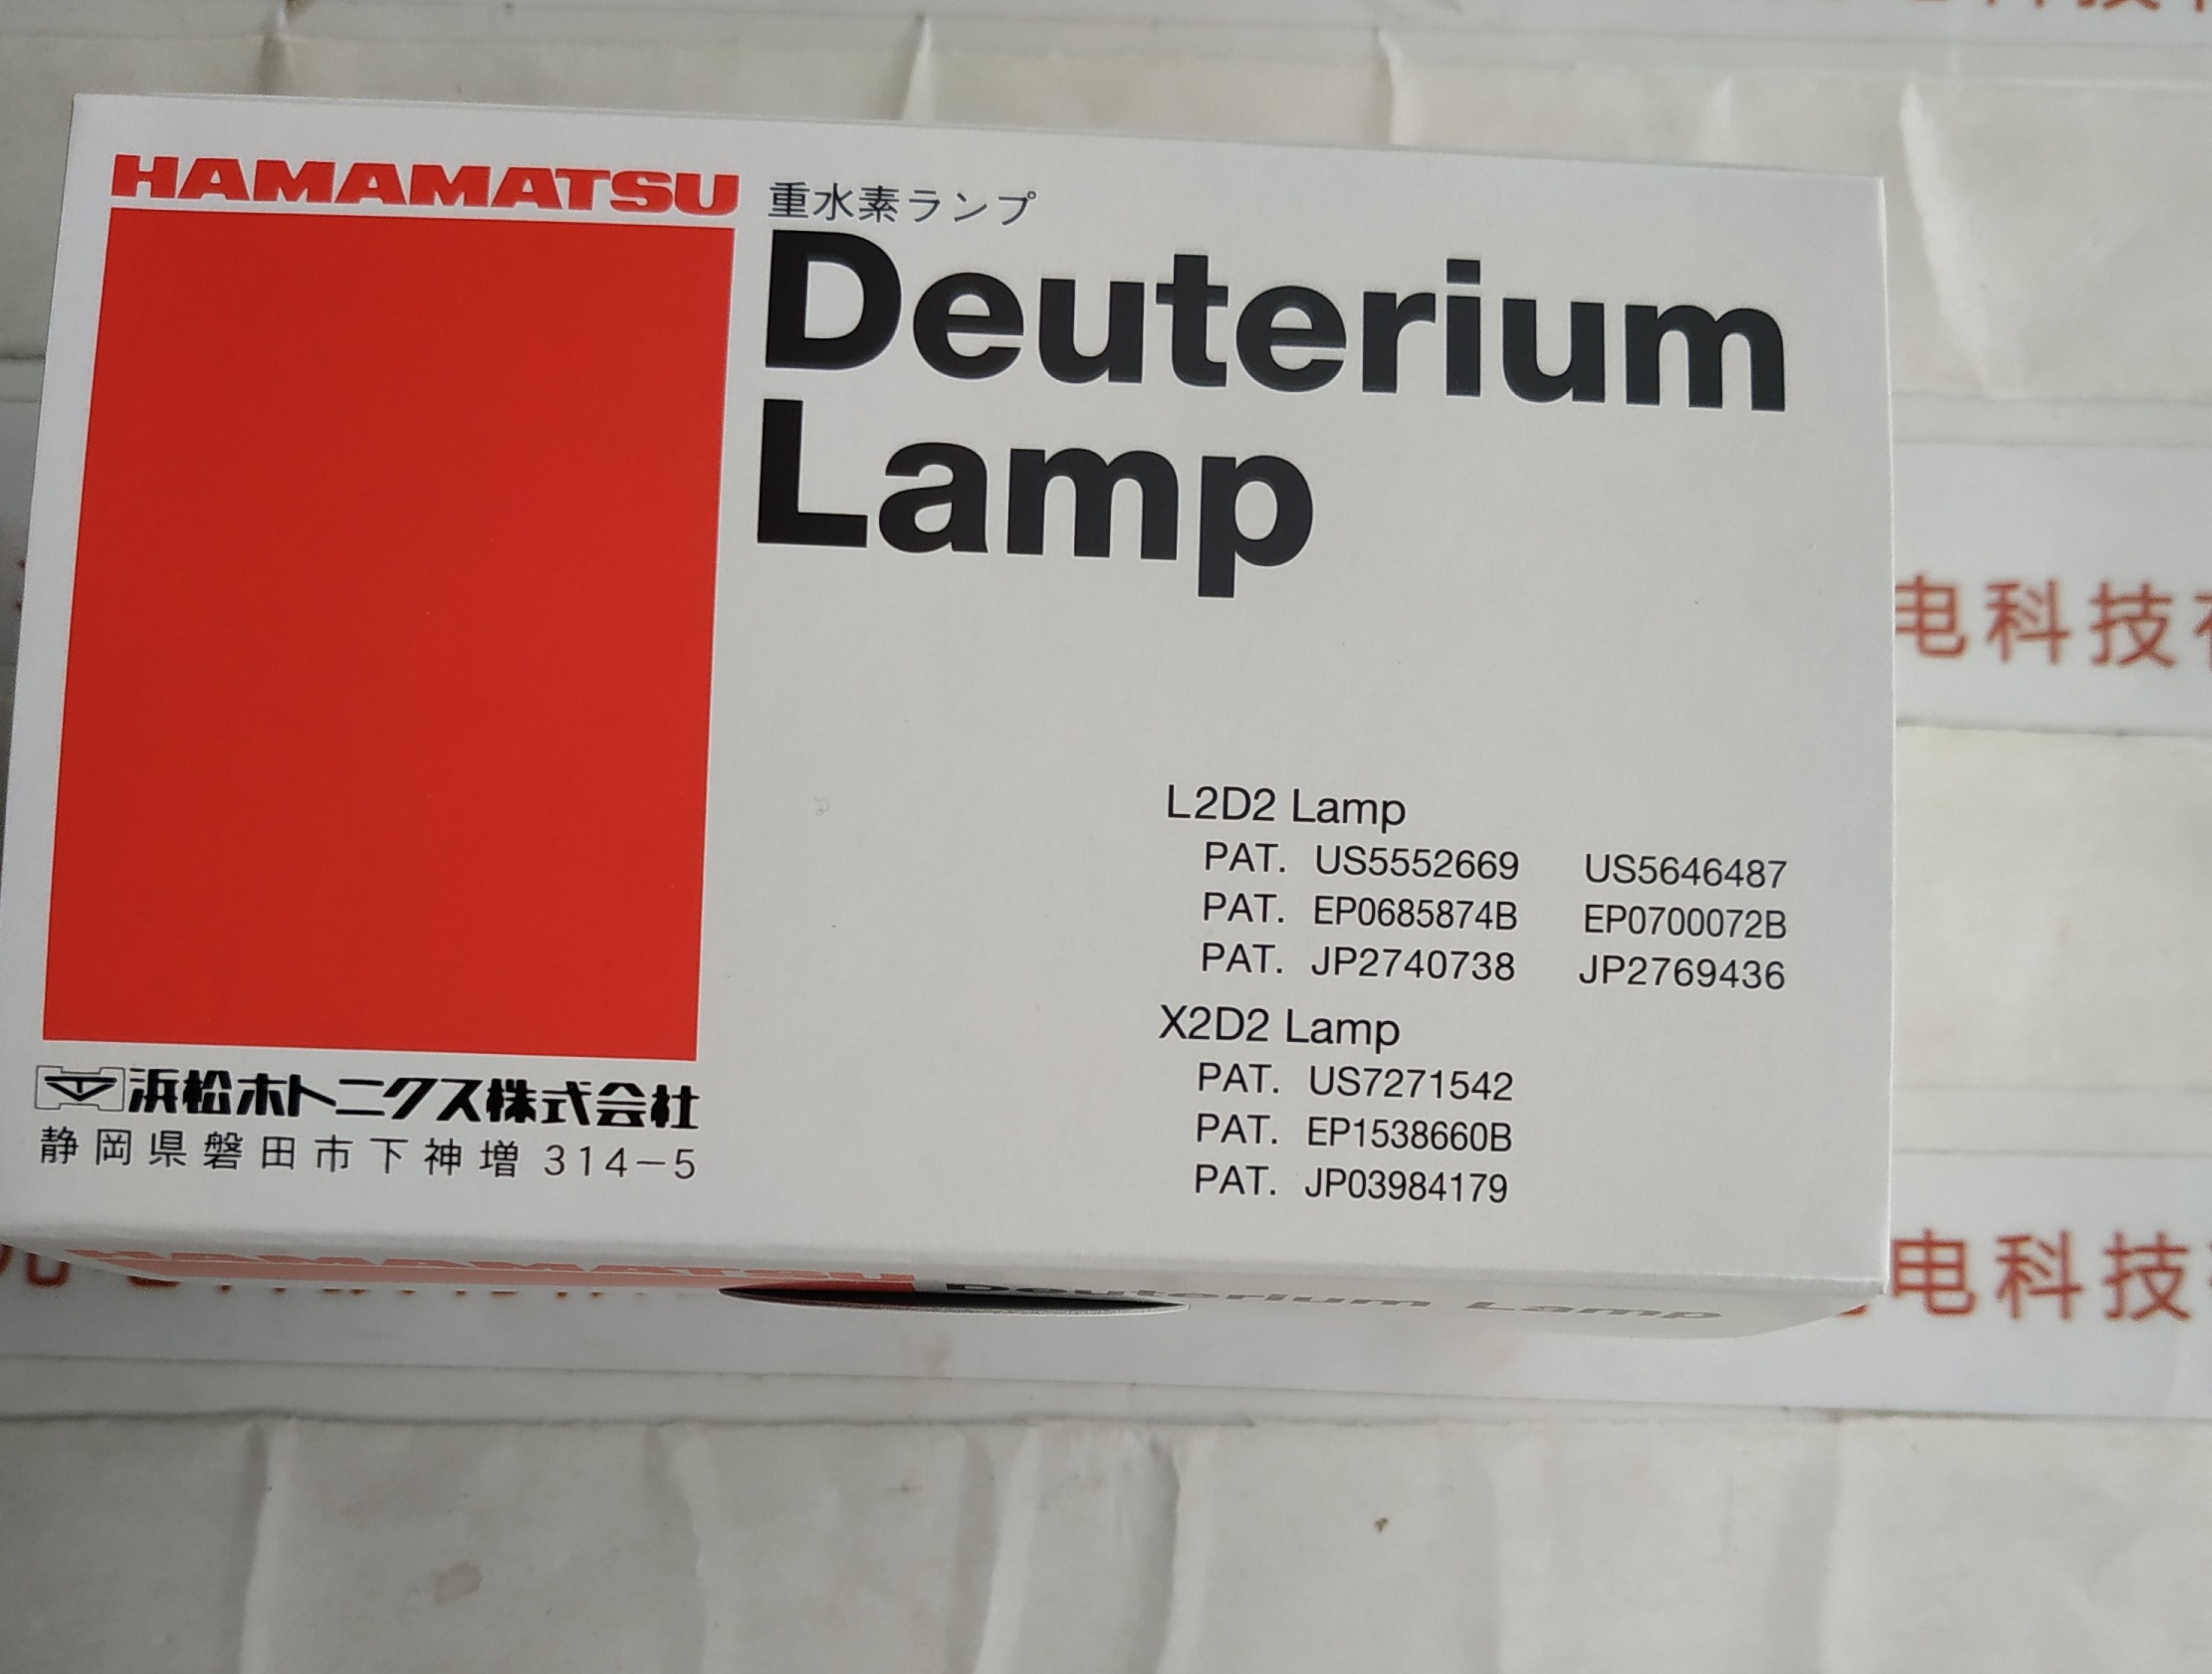 HAMAMATSU
重水素ランプ
Deuterium
Lamp
L2D2 Lamp
PAT. US5552669 US5646487
PAT. EP0685874B EP0700072B
PAT. JP2740738 JP2769436
X2D2 Lamp
PAT. US7271542
PAT. EP1538660B
PAT. JP03984179
浜松ホトニクス株式会社
静岡県磐田市下神増 314-5
HAMAMATSU
Deuterium Lamp
电科技
电科技